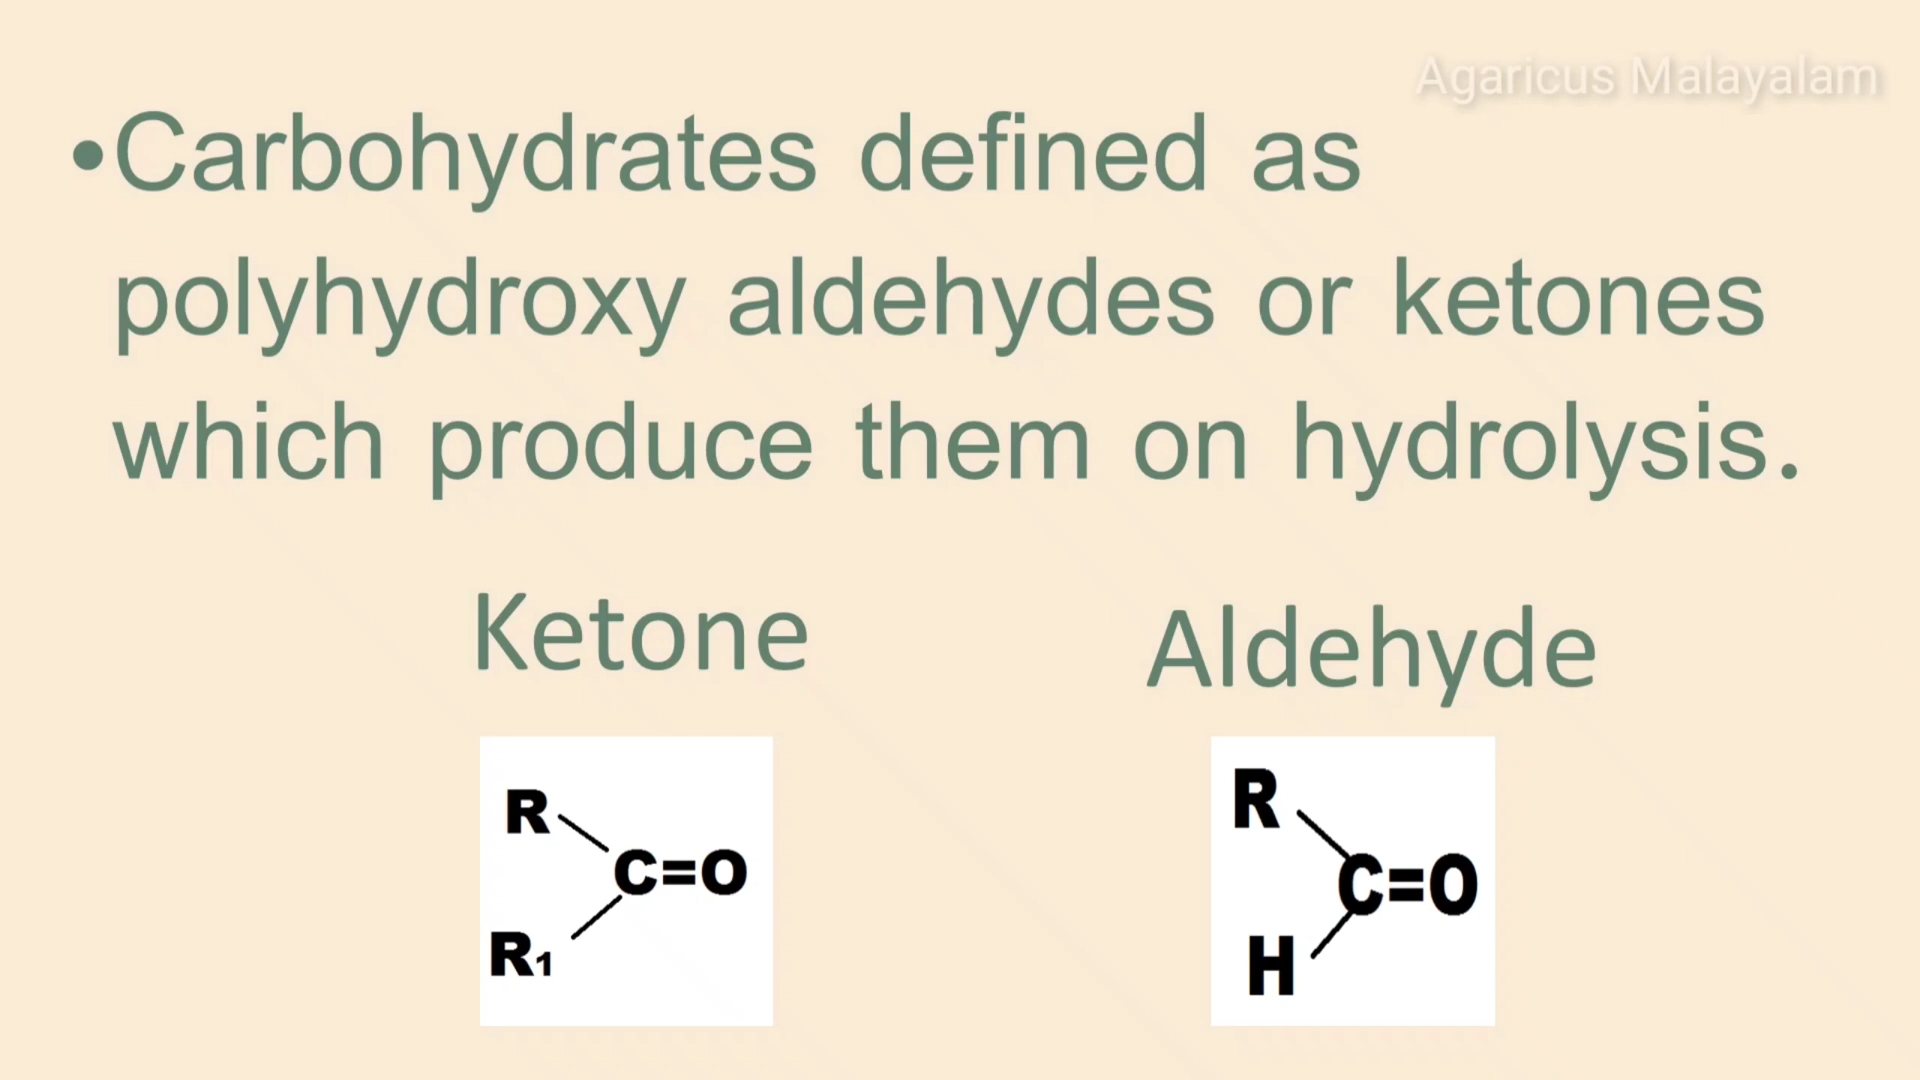 Agaricus Malayalam
•Carbohydrates defined as
polyhydroxy aldehydes or ketones
which produce them on hydrolysis.
Ketone
Aldehyde
R
C=O
R₁
R
C=O
H